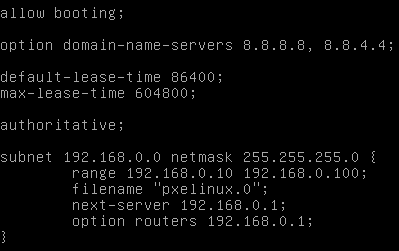 allow booting;

option domain-name-servers 8.8.8.8, 8.8.4.4;

default-lease-time 86400;
max-lease-time 604800;

authoritative;

subnet 192.168.0.0 netmask 255.255.255.0 {
        range 192.168.0.10 192.168.0.100;
        filename "pxelinux.0";
        next-server 192.168.0.1;
        option routers 192.168.0.1;
}